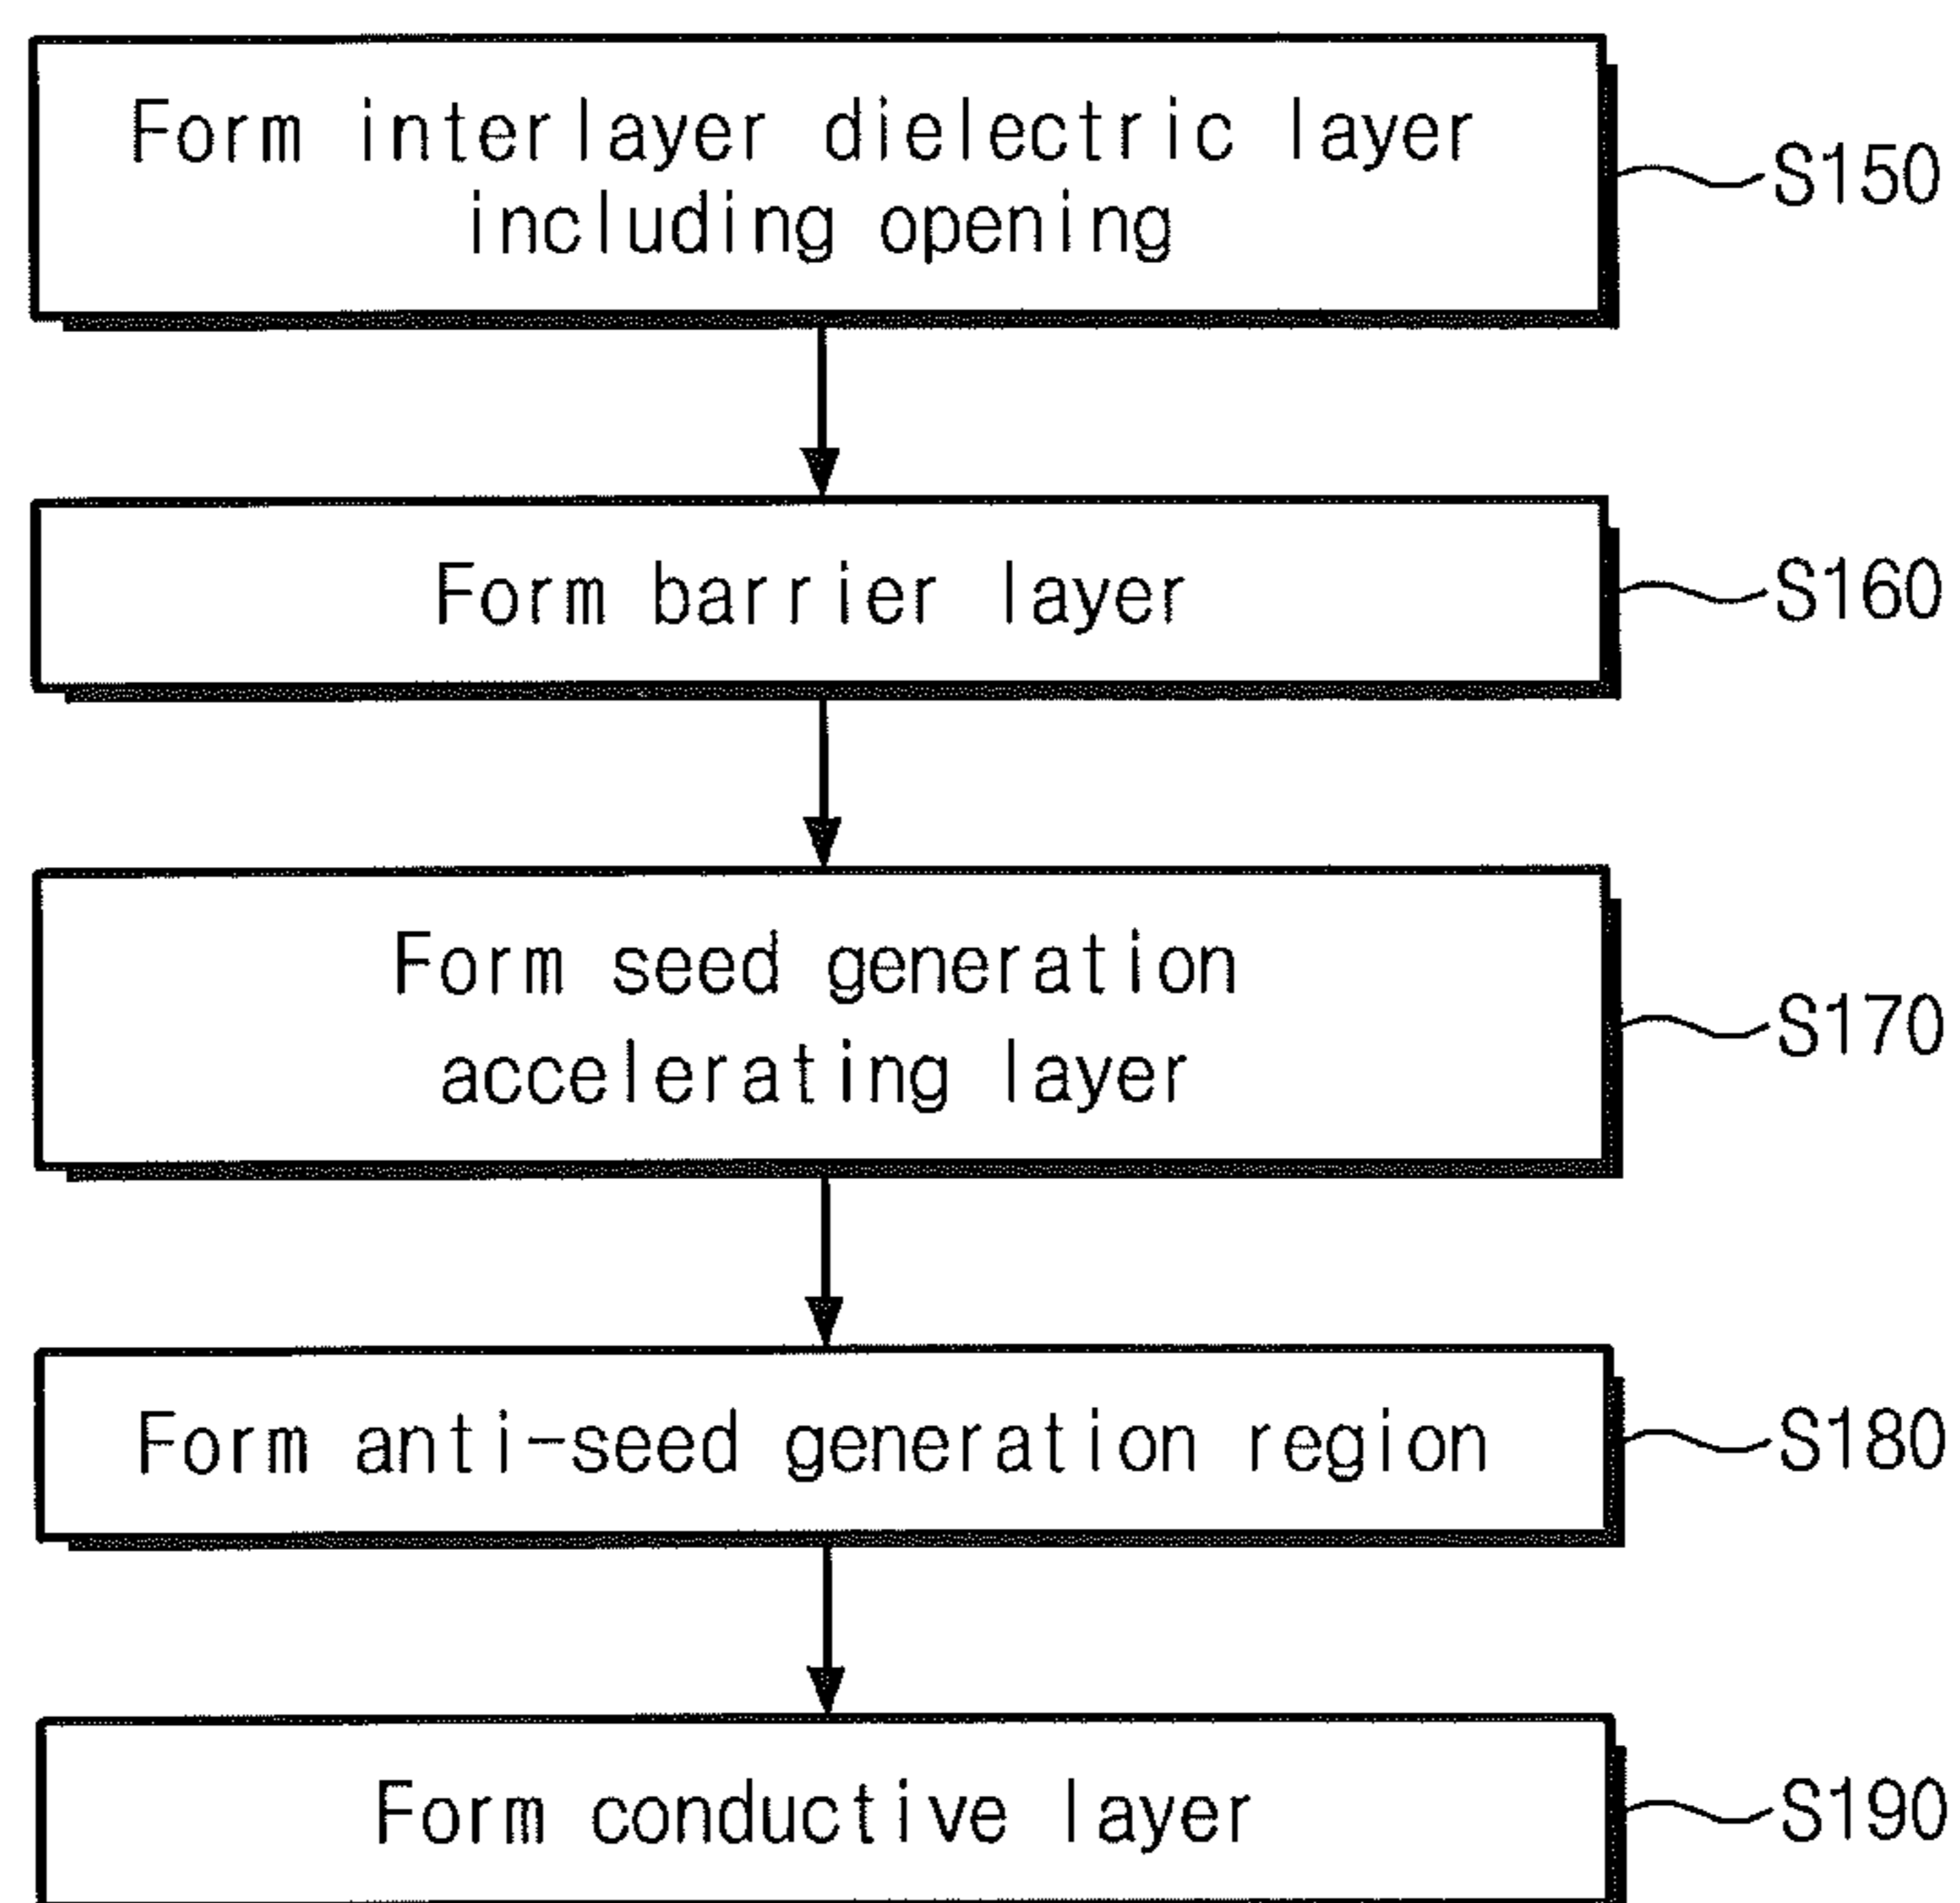 Form interlayer dielectric layer
including opening
S150
Form barrier layer
S160
Form seed generation
accelerating layer
S170
Form anti-seed generation region
S180
Form conductive layer
S190